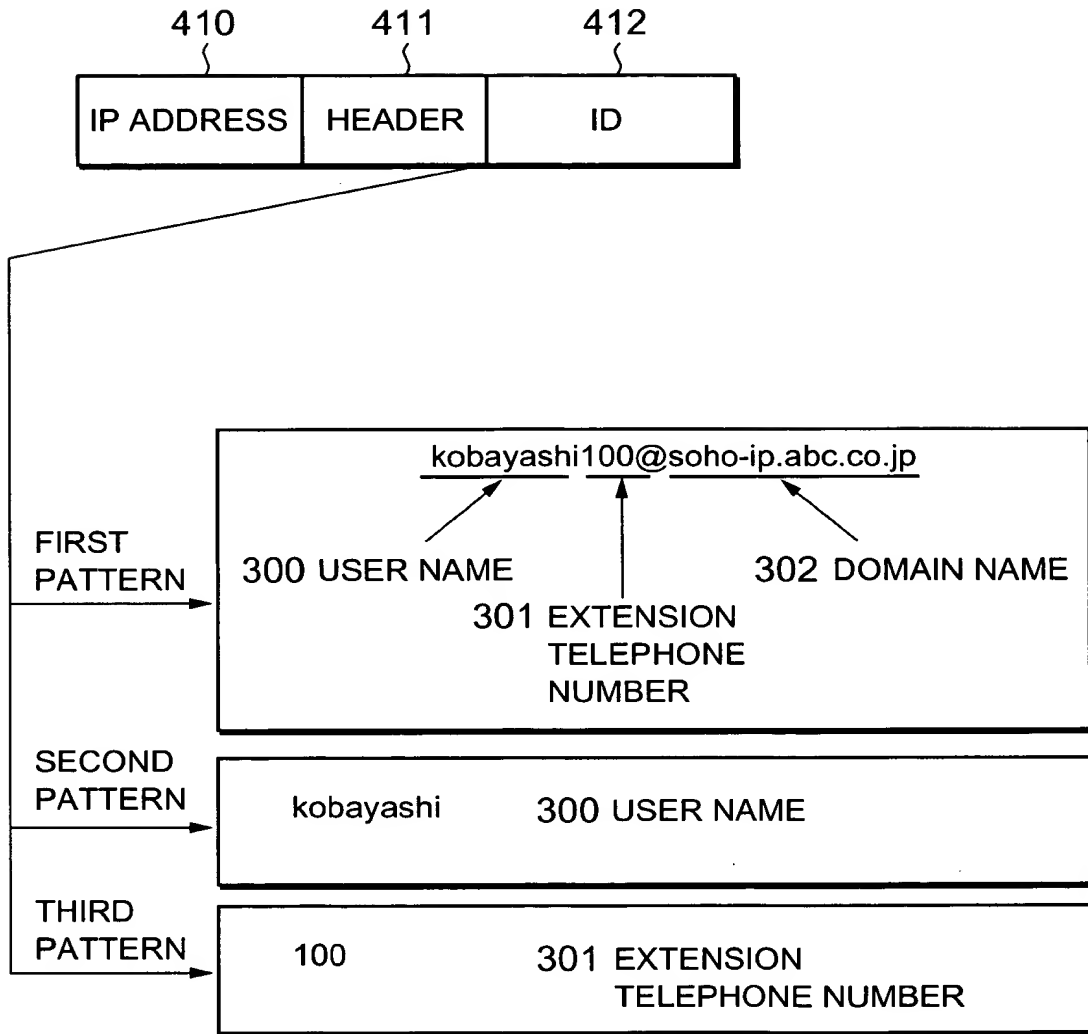 410 411 412
IP ADDRESS HEADER ID
kobayashi100@soho-ip.abc.co.jp
FIRST
PATTERN
300 USER NAME
302 DOMAIN NAME
301 EXTENSION
TELEPHONE
NUMBER
SECOND
PATTERN
kobayashi 300 USER NAME
THIRD
PATTERN
100 301 EXTENSION
TELEPHONE NUMBER